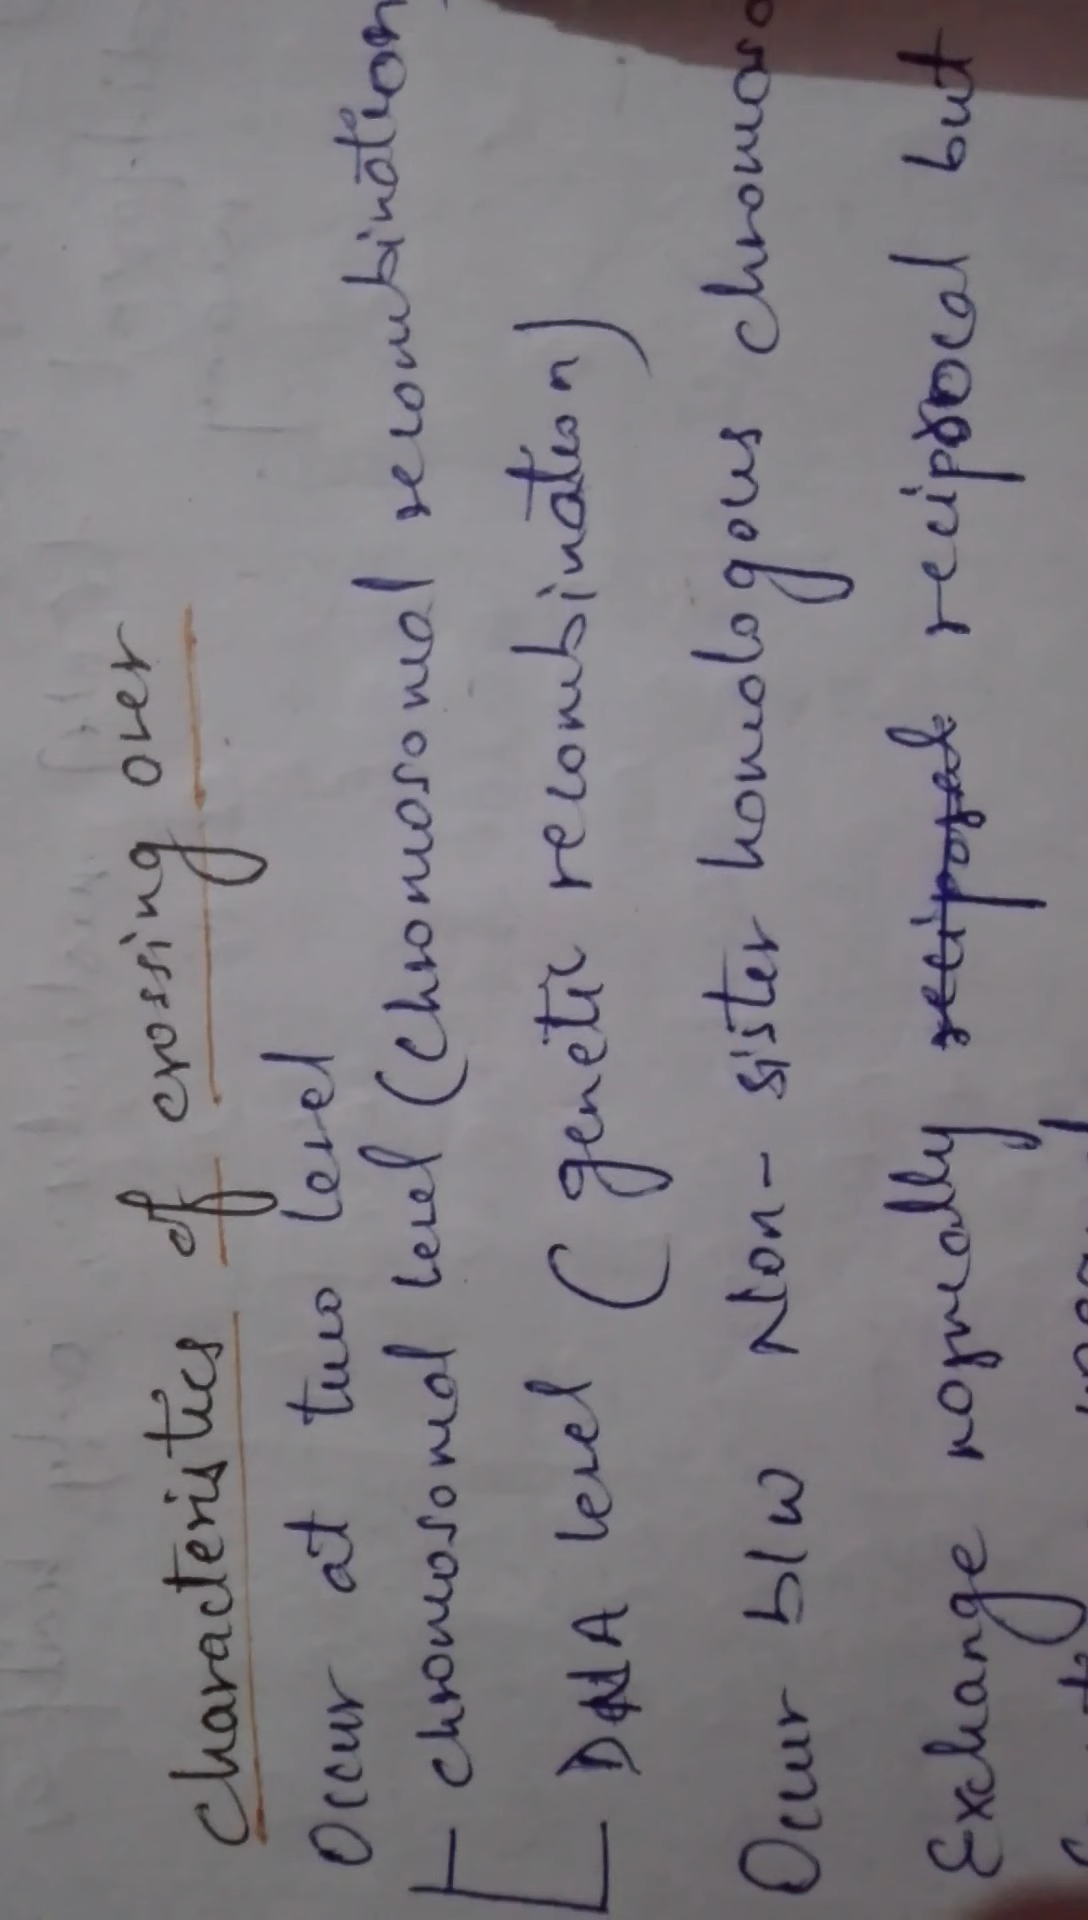 Characteristics of crossing over
Occur at two level
chromosomal level (Chromosomal recombination
DNA level (genetic recombination)
Occur b/w Non-sister homologous chromoso
Exchange normally reciposal reciprocal but